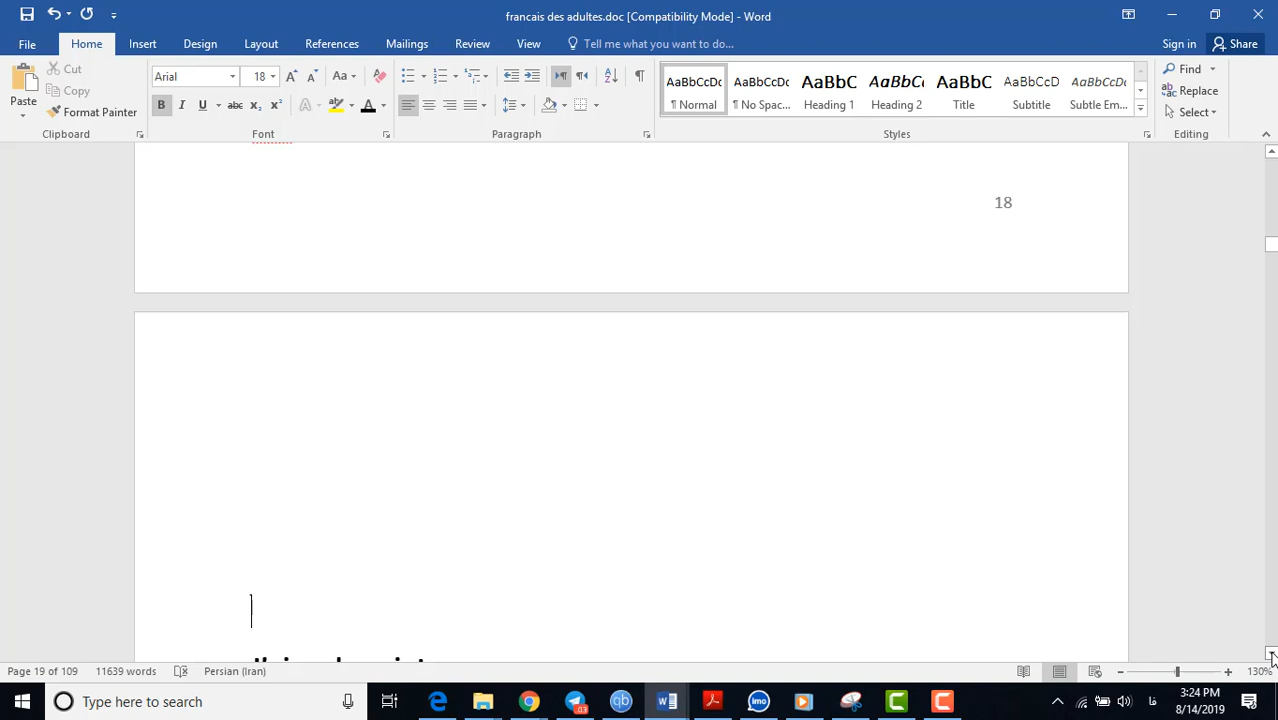 francais des adultes.doc [Compatibility Mode] - Word
File Home Insert Design Layout References Mailings Review View Tell me what you want to do... Sign in Share
Paste
Cut
Copy
Format Painter
Clipboard
Arial 18
Font
Paragraph
AaBbCcDc AaBbCcDc AaBbC AaBbCc AaBbC AaBbCcD AaBbCcDc
¶ Normal ¶ No Spac... Heading 1 Heading 2 Title Subtitle Subtle Em...
Styles
Find
Replace
Select
Editing
18
Page 19 of 109 11639 words Persian (Iran) 130%
Type here to search
03
فا
3:24 PM
8/14/2019